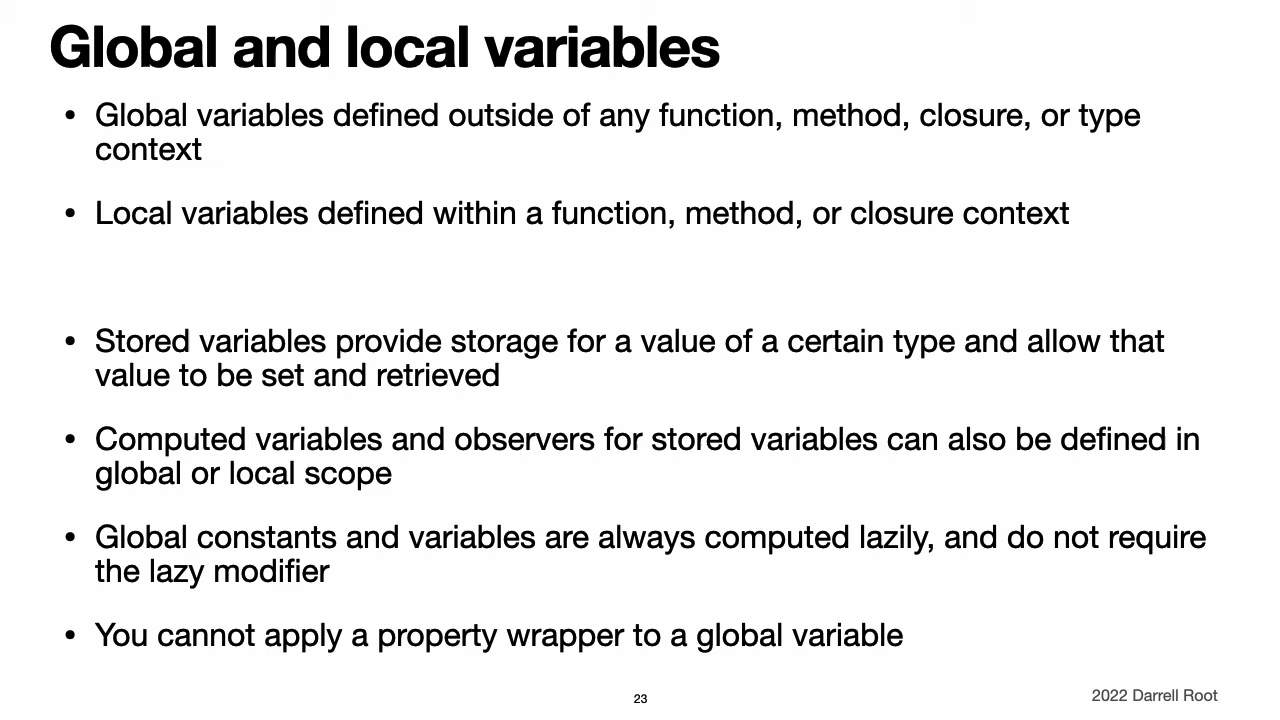 Global and local variables
• Global variables defined outside of any function, method, closure, or type
context
• Local variables defined within a function, method, or closure context
• Stored variables provide storage for a value of a certain type and allow that
value to be set and retrieved
• Computed variables and observers for stored variables can also be defined in
global or local scope
• Global constants and variables are always computed lazily, and do not require
the lazy modifier
• You cannot apply a property wrapper to a global variable
23
2022 Darrell Root